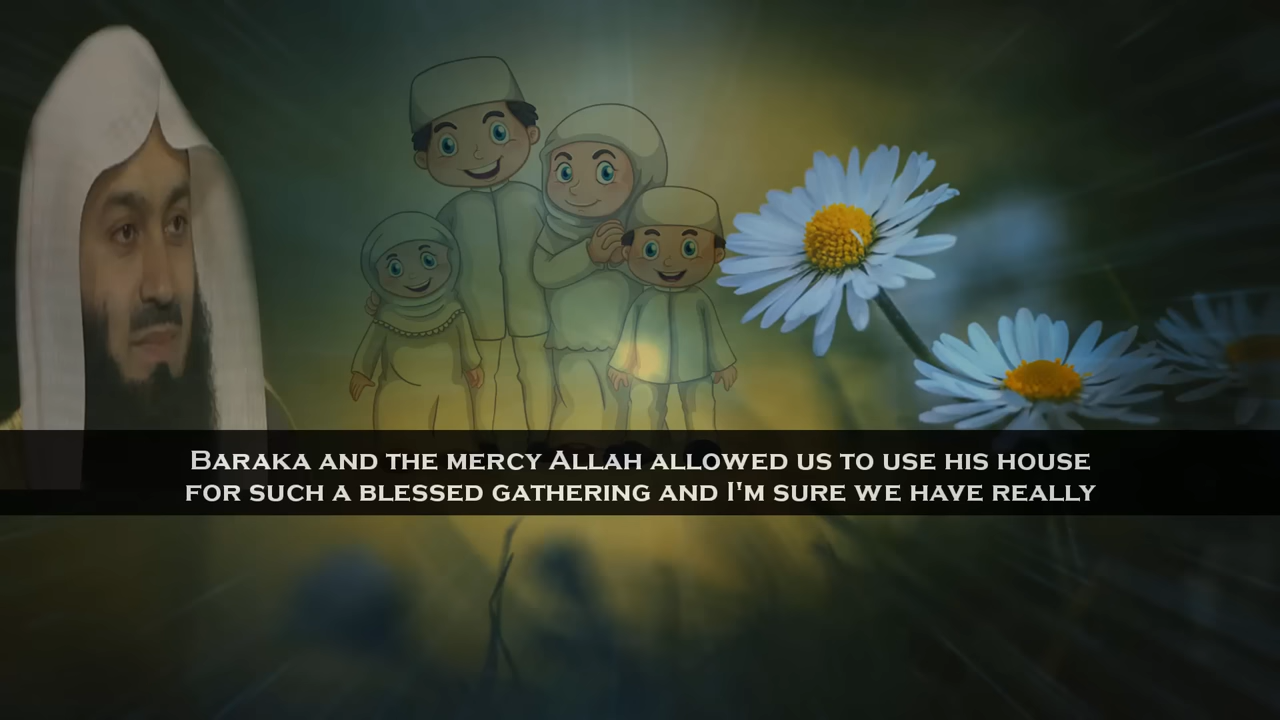 Baraka and the mercy Allah allowed us to use his house
for such a blessed gathering and I'm sure we have really